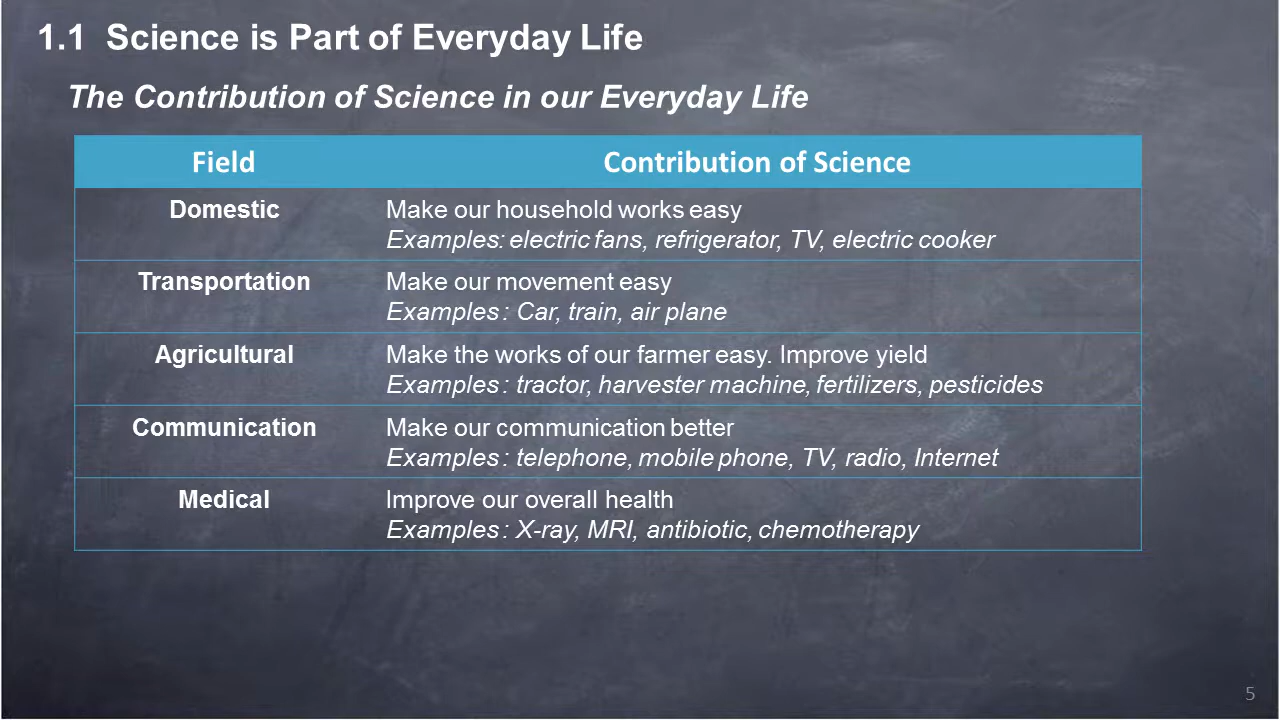 1.1 Science is Part of Everyday Life
The Contribution of Science in our Everyday Life
Field
Contribution of Science
Domestic
Make our household works easy
Examples: electric fans, refrigerator, TV, electric cooker
Transportation
Make our movement easy
Examples : Car, train, air plane
Agricultural
Make the works of our farmer easy. Improve yield
Examples : tractor, harvester machine, fertilizers, pesticides
Communication
Make our communication better
Examples : telephone, mobile phone, TV, radio, Internet
Medical
Improve our overall health
Examples : X-ray, MRI, antibiotic, chemotherapy
5